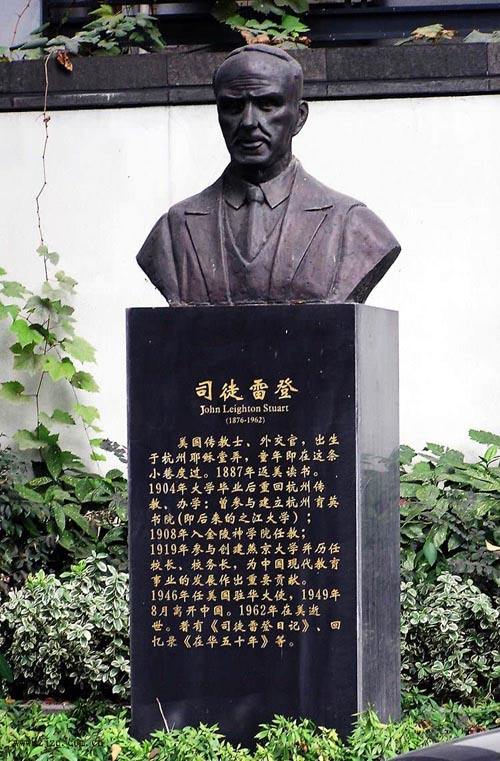 司徒雷登
John Leighton Stuart
(1876-1962)
美国传教士、外交官，出生
于杭州耶稣堂弄，童年即在这条
小巷度过。1887年返美读书。
1904年大学毕业后重回杭州传
教、办学；曾参与建立杭州育英
书院(即后来的之江大学)；
1908年入金陵神学院任教；
1919年参与创建燕京大学并历任
校长、校务长，为中国现代教育
事业的发展作出重要贡献。
1946年任美国驻华大使，1949年
8月离开中国。1962年在美逝
世。著有《司徒雷登日记》、回
忆录《在华五十年》等。